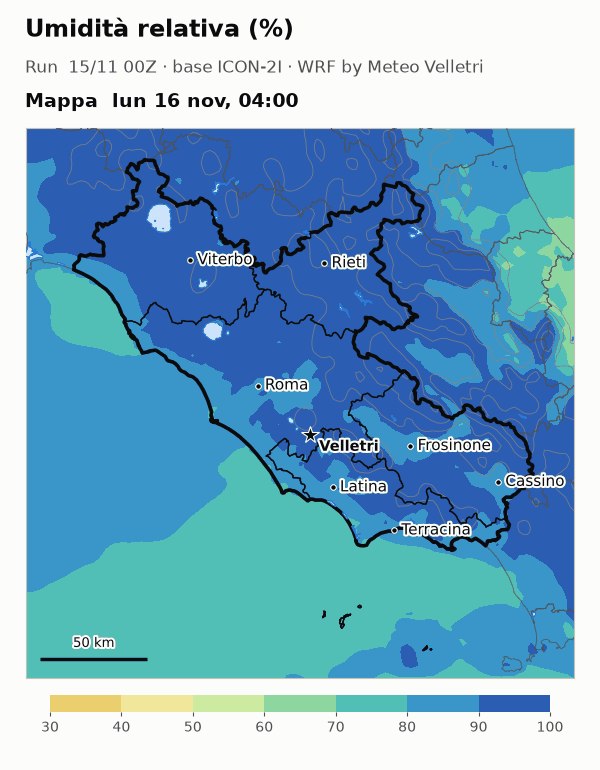 Umidità relativa (%)
Run  15/11 00Z · base ICON-2I · WRF by Meteo Velletri
Mappa  lun 16 nov, 04:00
Viterbo
Rieti
Roma
Velletri
Frosinone
Latina
Cassino
Terracina
50 km
30 40 50 60 70 80 90 100